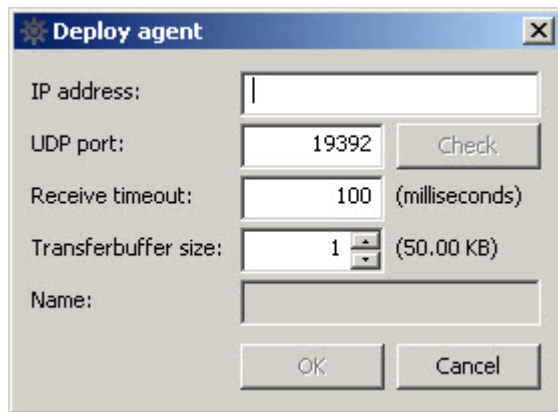 Deploy agent
IP address:
UDP port: 19392 Check
Receive timeout: 100 (milliseconds)
Transferbuffer size: 1 (50.00 KB)
Name:
OK Cancel